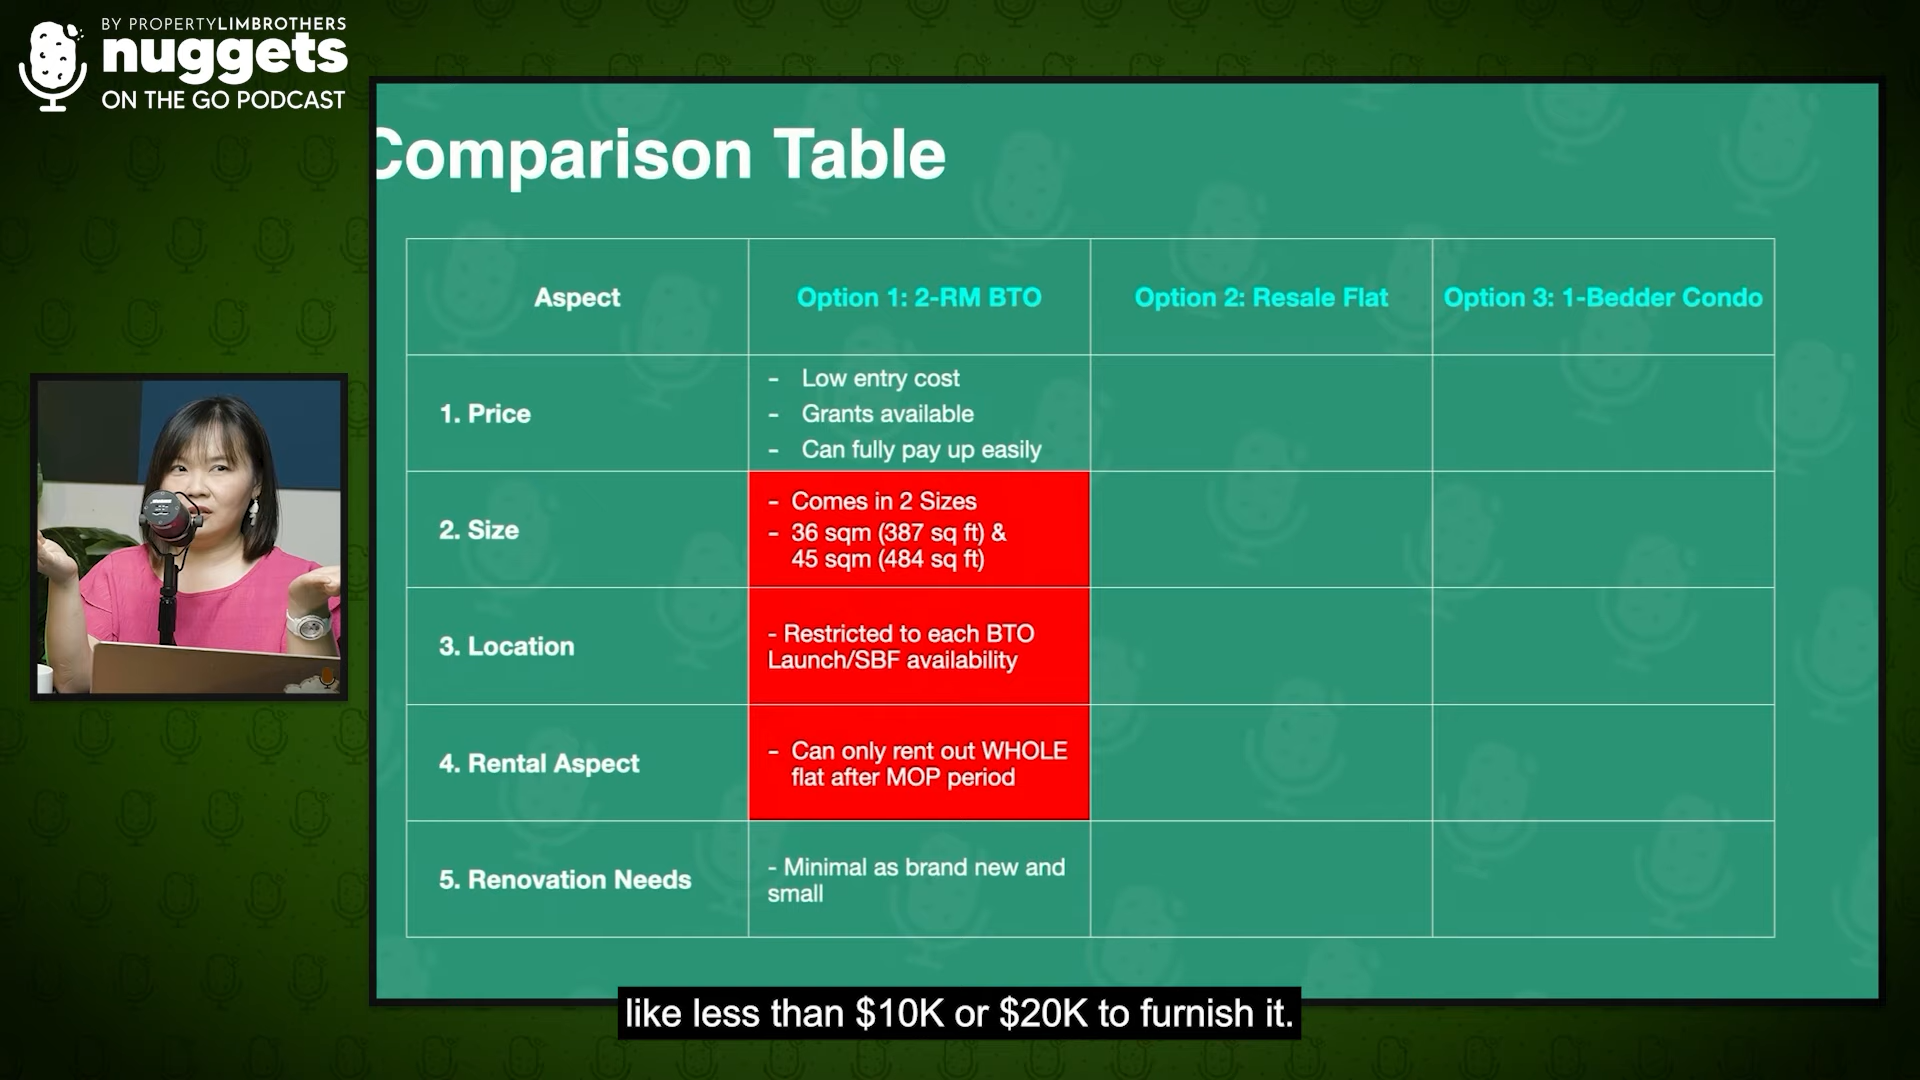 BY PROPERTYLIMBROTHERS
nuggets
ON THE GO PODCAST
Comparison Table
Aspect
Option 1: 2-RM BTO
Option 2: Resale Flat
Option 3: 1-Bedder Condo
1. Price
- Low entry cost
- Grants available
- Can fully pay up easily
2. Size
- Comes in 2 Sizes
- 36 sqm (387 sq ft) &
45 sqm (484 sq ft)
3. Location
- Restricted to each BTO
Launch/SBF availability
4. Rental Aspect
- Can only rent out WHOLE
flat after MOP period
5. Renovation Needs
- Minimal as brand new and
small
like less than $10K or $20K to furnish it.